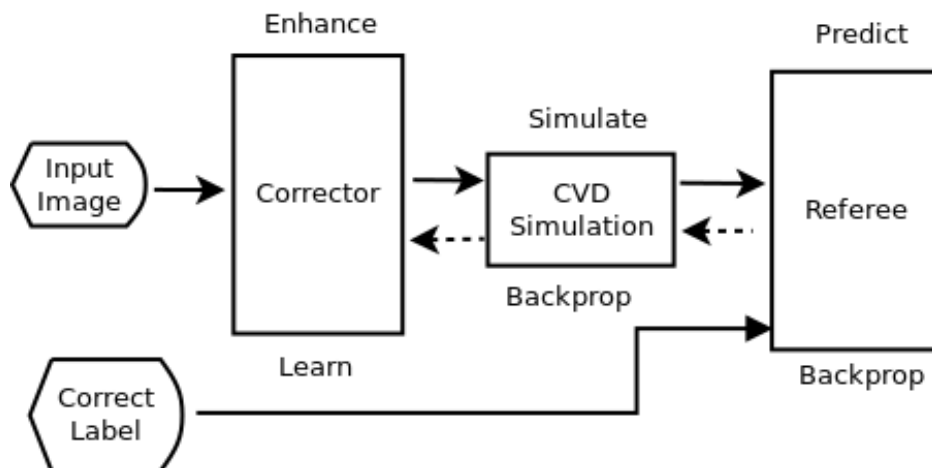 Enhance
Predict
Simulate
Input
Image
Corrector
CVD
Simulation
Referee
Backprop
Learn
Backprop
Correct
Label